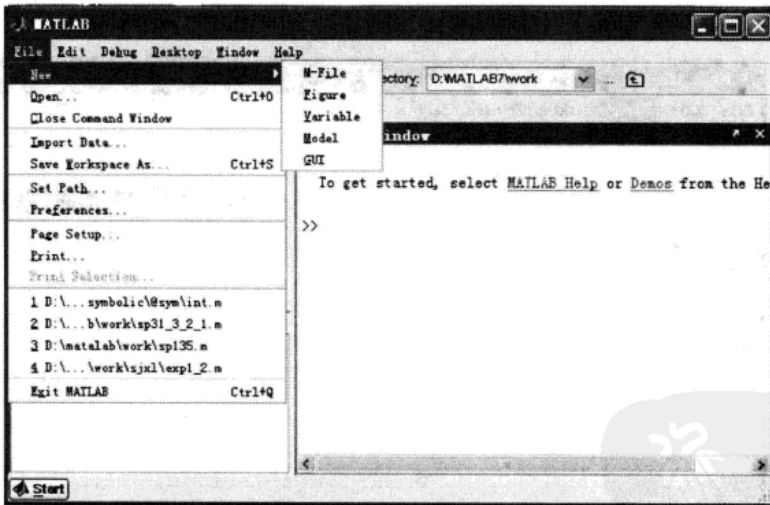 MATLAB
File Edit Debug Desktop Window Help
New
M-File
Figure
Variable
Model
GUI
ectory: D:\MATLAB7\work
...
Open... Ctrl+O
Close Command Window
Import Data...
Save Workspace As... Ctrl+S
Set Path...
Preferences...
Page Setup...
Print...
Print Selection...
1 D:\...symbolic\@sym\int.m
2 D:\...b\work\sp31_3_2_1.m
3 D:\matalab\work\sp135.m
4 D:\...\work\sjxl\exp1_2.m
Exit MATLAB Ctrl+Q
indow
To get started, select MATLAB Help or Demos from the He
>>
Start